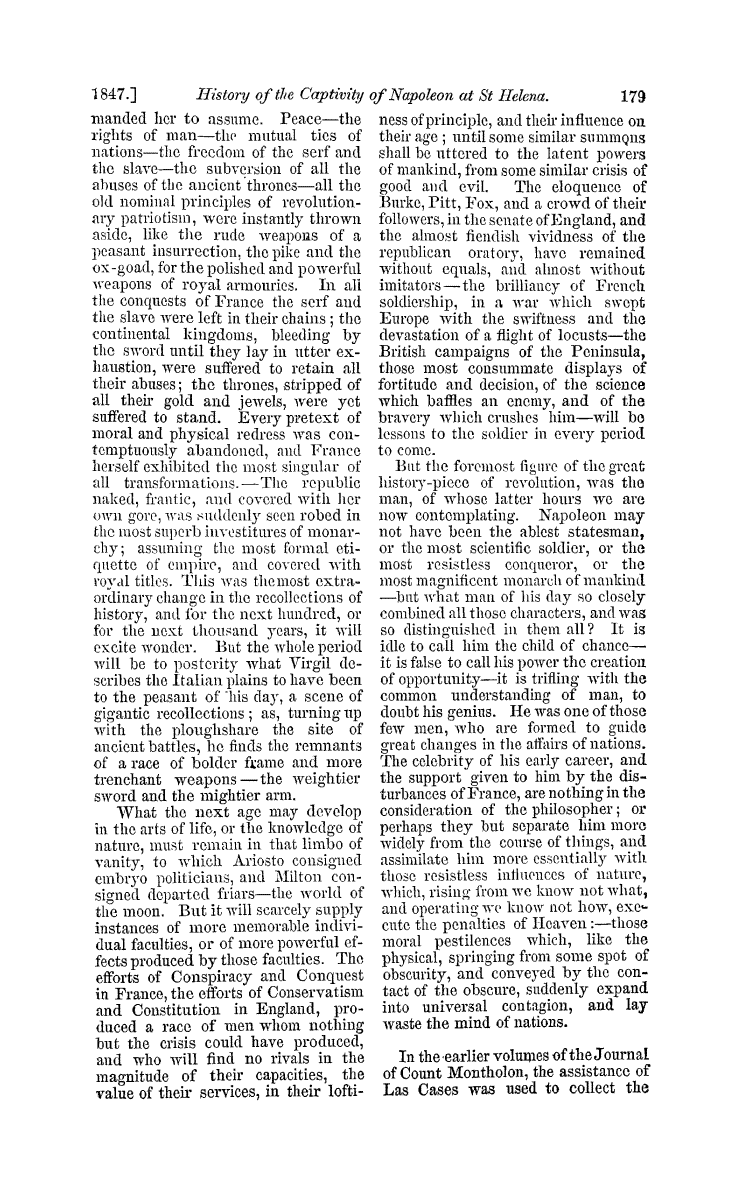 1847.] History of the Captivity of Napoleon at St Helena. 179
manded her to assume. Peace—the
rights of man—the mutual ties of
nations—the freedom of the serf and
the slave—the subversion of all the
abuses of the ancient thrones—all the
old nominal principles of revolution-
ary patriotism, were instantly thrown
aside, like the rude weapons of a
peasant insurrection, the pike and the
ox-goad, for the polished and powerful
weapons of royal armouries. In all
the conquests of France the serf and
the slave were left in their chains; the
continental kingdoms, bleeding by
the sword until they lay in utter ex-
haustion, were suffered to retain all
their abuses; the thrones, stripped of
all their gold and jewels, were yet
suffered to stand. Every pretext of
moral and physical redress was con-
temptuously abandoned, and France
herself exhibited the most singular of
all transformations.—The republic
naked, frantic, and covered with her
own gore, was suddenly seen robed in
the most superb investitures of monar-
chy; assuming the most formal eti-
quette of empire, and covered with
royal titles. This was the most extra-
ordinary change in the recollections of
history, and for the next hundred, or
for the next thousand years, it will
excite wonder. But the whole period
will be to posterity what Virgil de-
scribes the Italian plains to have been
to the peasant of his day, a scene of
gigantic recollections; as, turning up
with the ploughshare the site of
ancient battles, he finds the remnants
of a race of bolder frame and more
trenchant weapons—the weightier
sword and the mightier arm.
What the next age may develop
in the arts of life, or the knowledge of
nature, must remain in that limbo of
vanity, to which Ariosto consigned
embryo politicians, and Milton con-
signed departed friars—the world of
the moon. But it will scarcely supply
instances of more memorable indivi-
dual faculties, or of more powerful ef-
fects produced by those faculties. The
efforts of Conspiracy and Conquest
in France, the efforts of Conservatism
and Constitution in England, pro-
duced a race of men whom nothing
but the crisis could have produced,
and who will find no rivals in the
magnitude of their capacities, the
value of their services, in their lofti-
ness of principle, and their influence on
their age; until some similar summons
shall be uttered to the latent powers
of mankind, from some similar crisis of
good and evil. The eloquence of
Burke, Pitt, Fox, and a crowd of their
followers, in the senate of England, and
the almost fiendish vividness of the
republican oratory, have remained
without equals, and almost without
imitators—the brilliancy of French
soldiership, in a war which swept
Europe with the swiftness and the
devastation of a flight of locusts—the
British campaigns of the Peninsula,
those most consummate displays of
fortitude and decision, of the science
which baffles an enemy, and of the
bravery which crushes him—will be
lessons to the soldier in every period
to come.
But the foremost figure of the great
history-piece of revolution, was the
man, of whose latter hours we are
now contemplating. Napoleon may
not have been the ablest statesman,
or the most scientific soldier, or the
most resistless conqueror, or the
most magnificent monarch of mankind
—but what man of his day so closely
combined all those characters, and was
so distinguished in them all? It is
idle to call him the child of chance—
it is false to call his power the creation
of opportunity—it is trifling with the
common understanding of man, to
doubt his genius. He was one of those
few men, who are formed to guide
great changes in the affairs of nations.
The celebrity of his early career, and
the support given to him by the dis-
turbances of France, are nothing in the
consideration of the philosopher; or
perhaps they but separate him more
widely from the course of things, and
assimilate him more essentially with
those resistless influences of nature,
which, rising from we know not what,
and operating we know not how, exe-
cute the penalties of Heaven:—those
moral pestilences which, like the
physical, springing from some spot of
obscurity, and conveyed by the con-
tact of the obscure, suddenly expand
into universal contagion, and lay
waste the mind of nations.
In the earlier volumes of the Journal
of Count Montholon, the assistance of
Las Cases was used to collect the